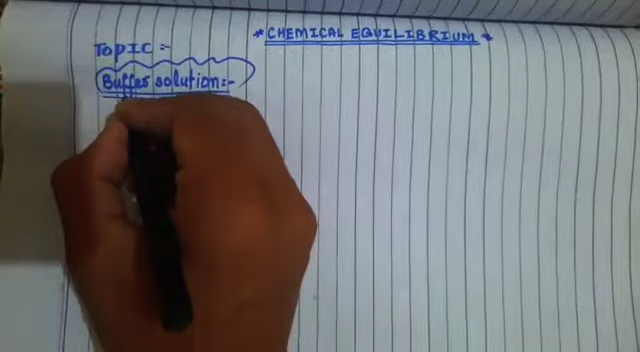 * CHEMICAL EQUILIBRIUM *
Topic :-
Buffer solution:-